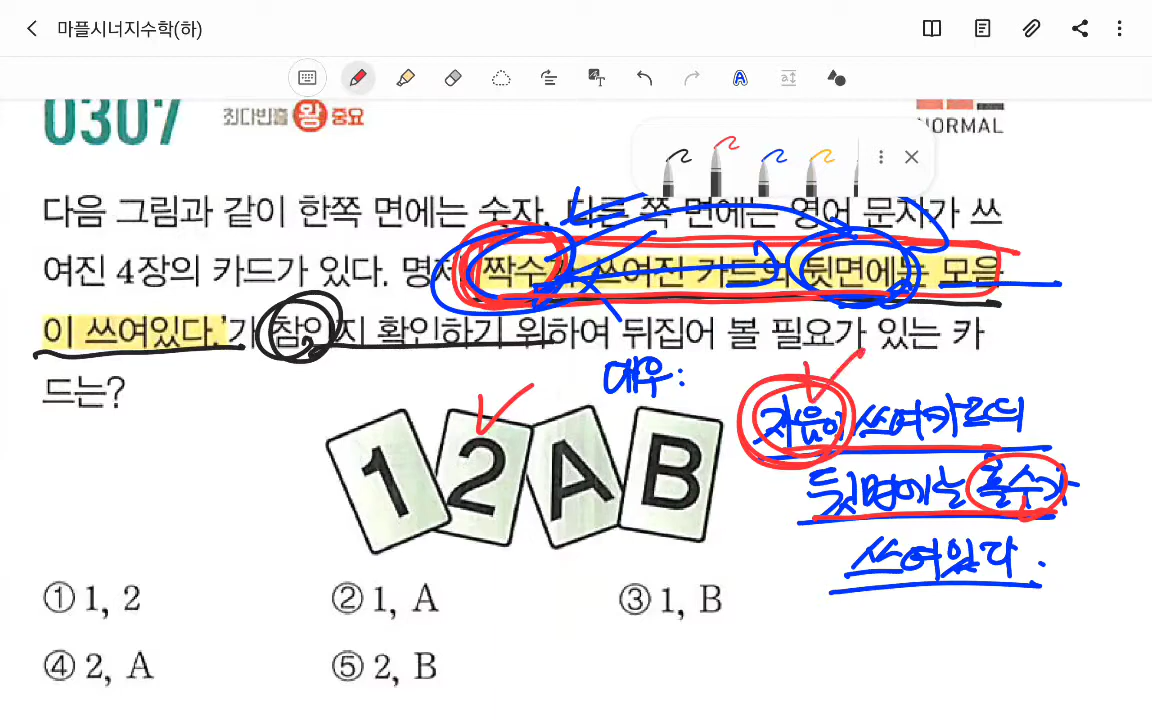 마플시너지수학(하)
0307 최다빈출 왕 중요
NORMAL
다음 그림과 같이 한쪽 면에는 숫자, 다른 쪽 면에는 영어 문자가 쓰
여진 4장의 카드가 있다. 명제 '짝수가 쓰여진 카드의 뒷면에는 모음
이 쓰여있다.'가 참인지 확인하기 위하여 뒤집어 볼 필요가 있는 카
드는?
대우:
자음이 쓰여카드의
뒷면에는 홀수가
쓰여있다.
1 2 A B
① 1, 2 ② 1, A ③ 1, B
④ 2, A ⑤ 2, B